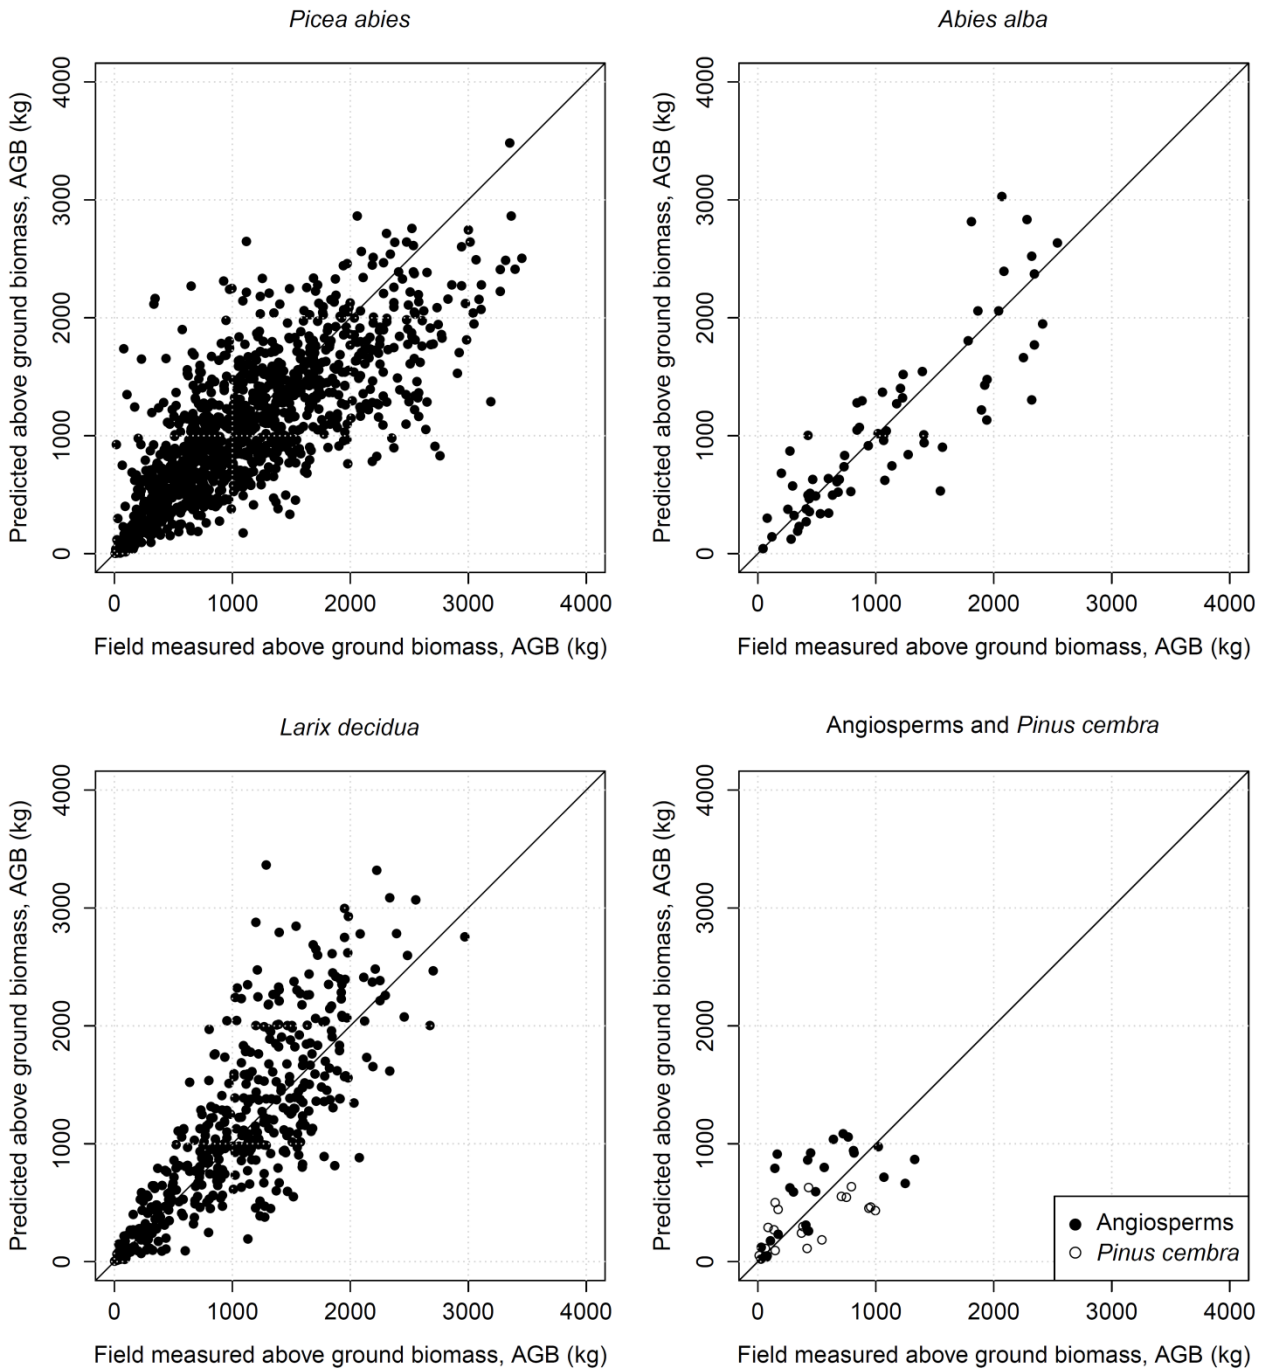 Picea abies
Predicted above ground biomass, AGB (kg)
4000
3000
2000
1000
0
0 1000 2000 3000 4000
Field measured above ground biomass, AGB (kg)
Abies alba
Predicted above ground biomass, AGB (kg)
4000
3000
2000
1000
0
0 1000 2000 3000 4000
Field measured above ground biomass, AGB (kg)
Larix decidua
Predicted above ground biomass, AGB (kg)
4000
3000
2000
1000
0
0 1000 2000 3000 4000
Field measured above ground biomass, AGB (kg)
Angiosperms and Pinus cembra
Predicted above ground biomass, AGB (kg)
4000
3000
2000
1000
0
Angiosperms
Pinus cembra
0 1000 2000 3000 4000
Field measured above ground biomass, AGB (kg)